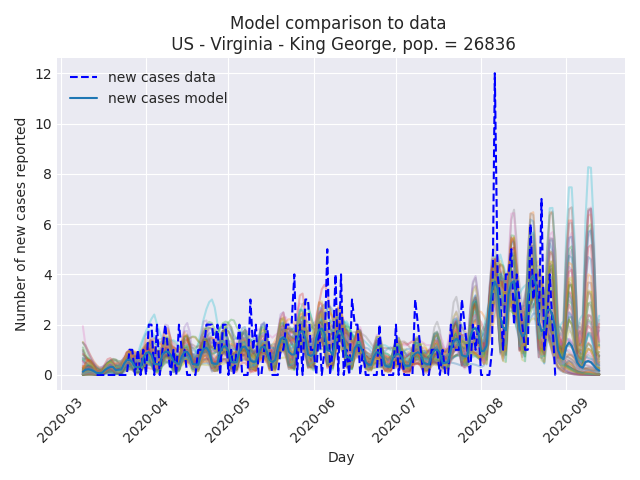 Model comparison to data
US - Virginia - King George, pop. = 26836
new cases data
new cases model
Number of new cases reported
12
10
8
6
4
2
0
2020-03
2020-04
2020-05
2020-06
2020-07
2020-08
2020-09
Day